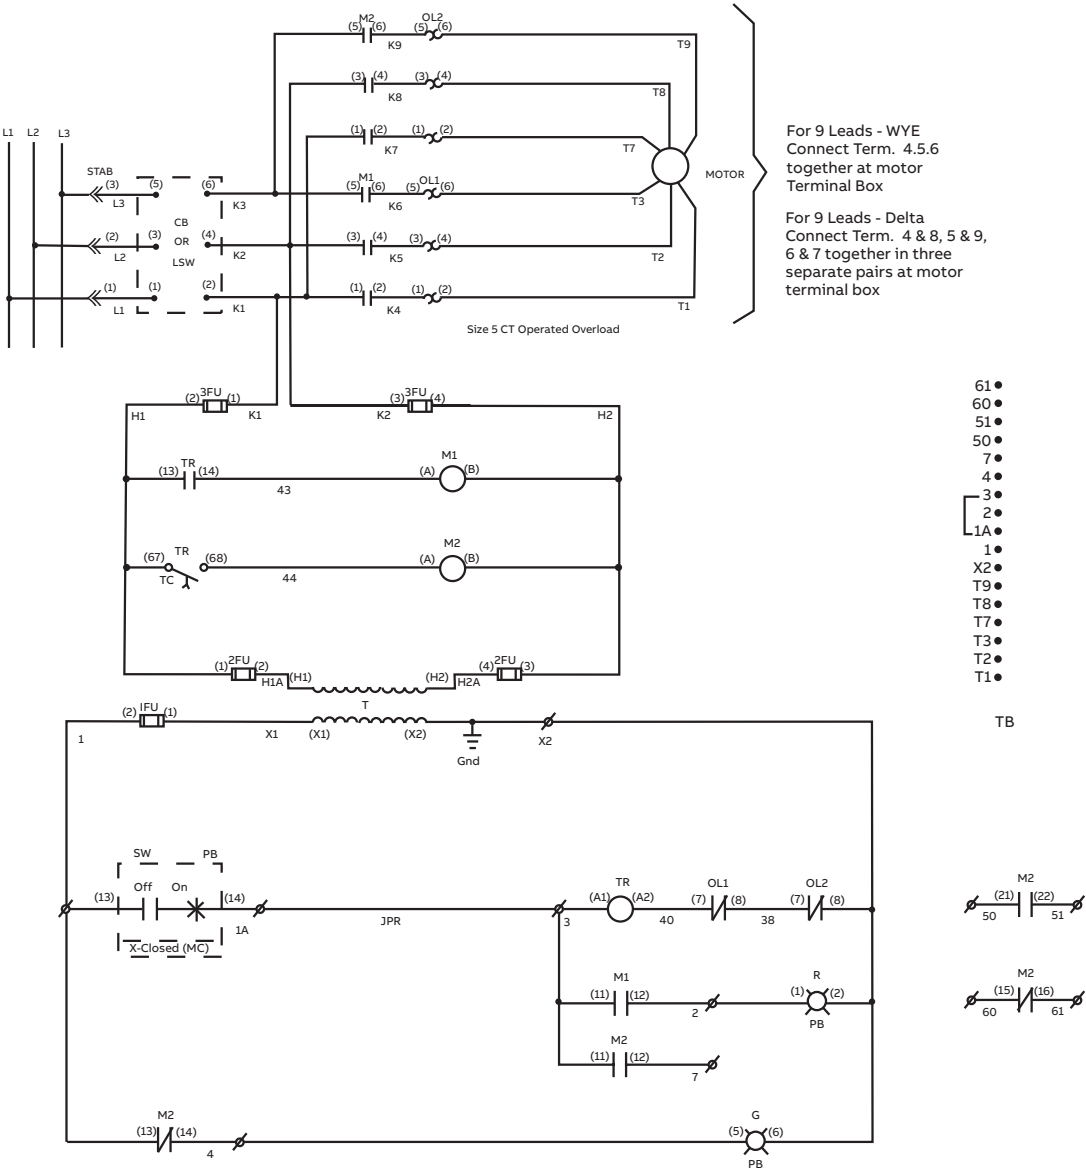 M2 OL2
(5) (6) (5) (6)
K9 T9
(3) (4) (3) (4)
K8 T8
(1) (2) (1) (2)
K7 T7
L1 L2 L3
STAB
(3) (5) (6)
L3 K3
M1 OL1
(5) (6) (5) (6)
K6 T3
MOTOR
CB
OR
LSW
(2) (3) (4)
L2 K2
(3) (4) (3) (4)
K5 T2
(1) (1) (2)
L1 K1
(1) (2) (1) (2)
K4 T1
Size 5 CT Operated Overload
For 9 Leads - WYE
Connect Term. 4.5.6
together at motor
Terminal Box
For 9 Leads - Delta
Connect Term. 4 & 8, 5 & 9,
6 & 7 together in three
separate pairs at motor
terminal box
3FU 3FU
(2) (1) (3) (4)
H1 K1 K2 H2
TR M1
(13) (14) (A) (B)
43
TR M2
(67) (68) (A) (B)
TC 44
2FU 2FU
(1) (2) (H1) (H2) (4) (3)
H1A H2A
T
IFU
(2) (1)
1 X1 (X1) (X2) X2
Gnd
61
60
51
50
7
4
3
2
1A
1
X2
T9
T8
T7
T3
T2
T1
TB
SW PB
Off On
(13) (14)
1A
X-Closed (MC)
JPR
3
TR OL1 OL2
(A1) (A2) (7) (8) (7) (8)
40 38
M1 R
(11) (12) (1) (2)
2 PB
M2
(11) (12)
7
M2 G
(13) (14) (5) (6)
4 PB
M2
(21) (22)
50 51
M2
(15) (16)
60 61